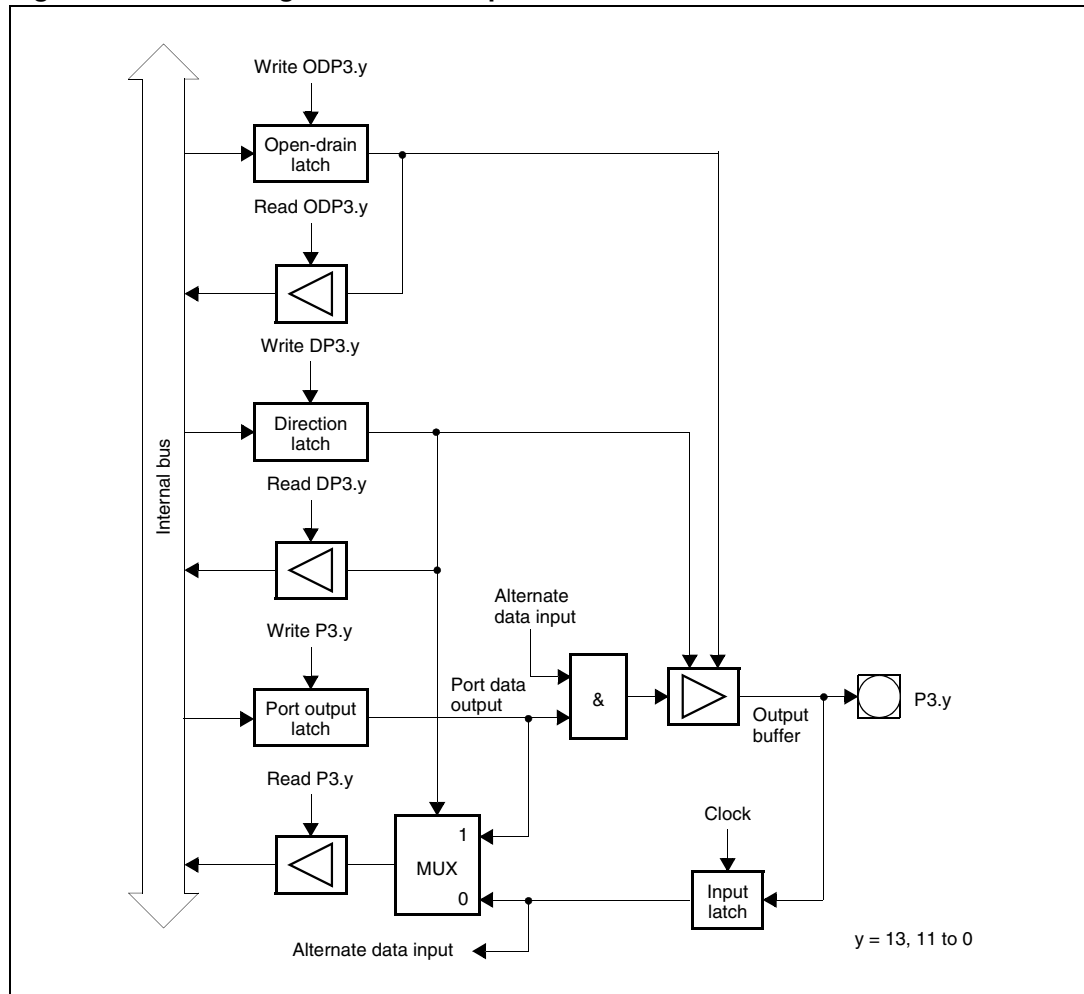 Write ODP3.y
Open-drain
latch
Read ODP3.y
Write DP3.y
Direction
latch
Internal bus
Read DP3.y
Alternate
data input
Write P3.y
Port data
output
&
Port output
latch
P3.y
Output
buffer
Read P3.y
Clock
1
MUX
0
Input
latch
Alternate data input
y = 13, 11 to 0